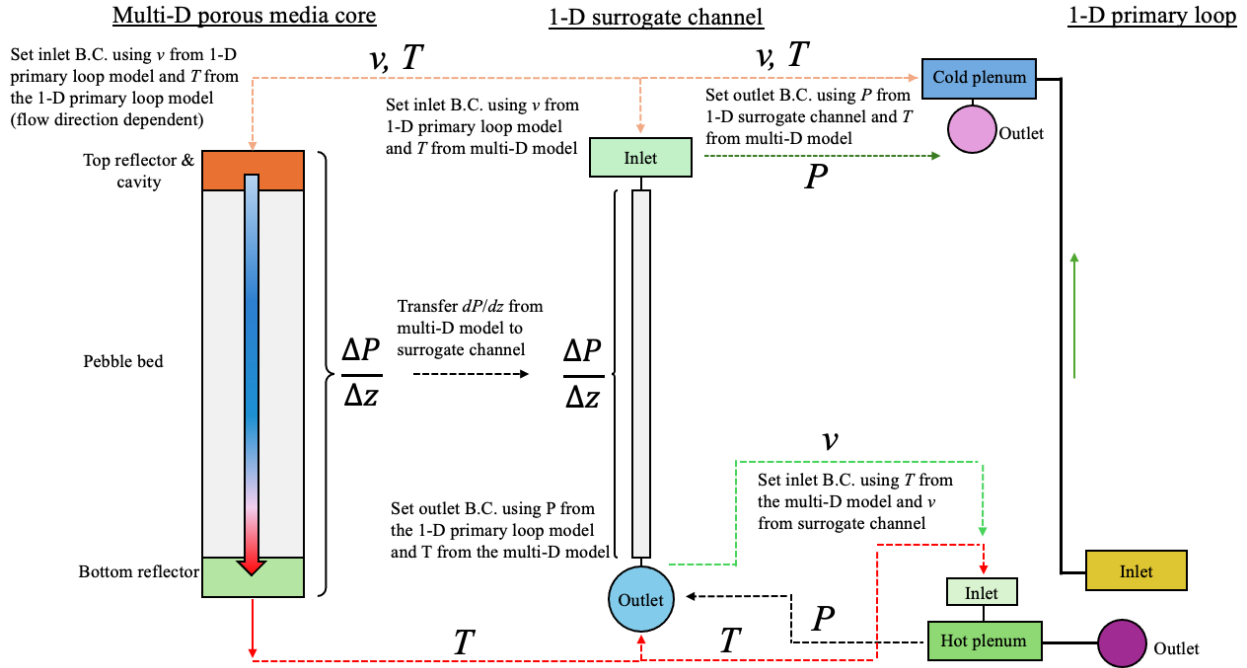 Multi-D porous media core
1-D surrogate channel
1-D primary loop
Set inlet B.C. using v from 1-D
primary loop model and T from
the 1-D primary loop model
(flow direction dependent)
v, T
v, T
Set inlet B.C. using v from
1-D primary loop model
and T from multi-D model
Set outlet B.C. using P from
1-D surrogate channel and T
from multi-D model
Cold plenum
Outlet
Top reflector &
cavity
Inlet
P
Pebble bed
ΔP
Δz
Transfer dP/dz from
multi-D model to
surrogate channel
ΔP
Δz
v
Set inlet B.C. using T from
the multi-D model and v
from surrogate channel
Set outlet B.C. using P from
the 1-D primary loop model
and T from the multi-D model
Bottom reflector
Outlet
Inlet
Inlet
P
Hot plenum
Outlet
T
T